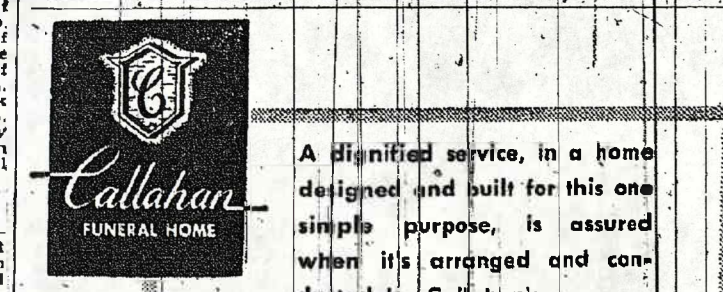 C
Callahan
FUNERAL HOME
A dignified service, in a home
designed and built for this one
simple purpose, is assured
when it's arranged and con-